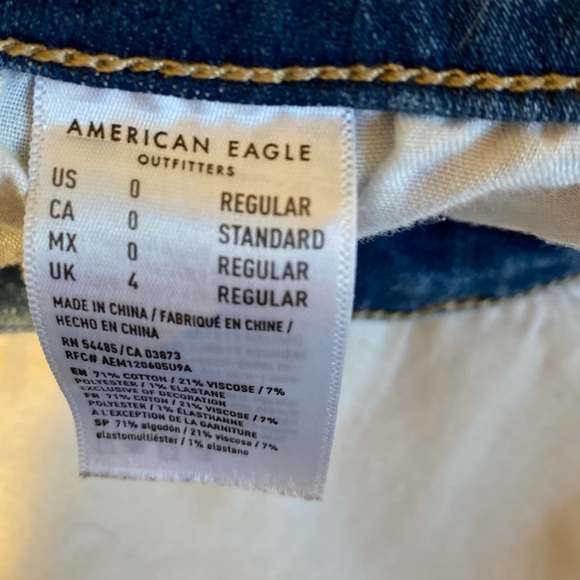 AMERICAN EAGLE
OUTFITTERS
US 0 REGULAR
CA 0 STANDARD
MX 0 REGULAR
UK 4 REGULAR
MADE IN CHINA / FABRIQUÉ EN CHINE /
HECHO EN CHINA
RN 54485/CA 03873
RFC# AEM120605U9A
EN 71% COTTON / 21% VISCOSE / 7%
POLYESTER / 1% ELASTANE
EXCLUSIVE OF DECORATION
FR 71% COTON / 21% VISCOSE / 7%
POLYESTER / 1% ÉLASTHANNE
À L'EXCEPTION DE LA GARNITURE
SP 71% algodón / 21% viscosa / 7%
elastomultiéster / 1% elastano